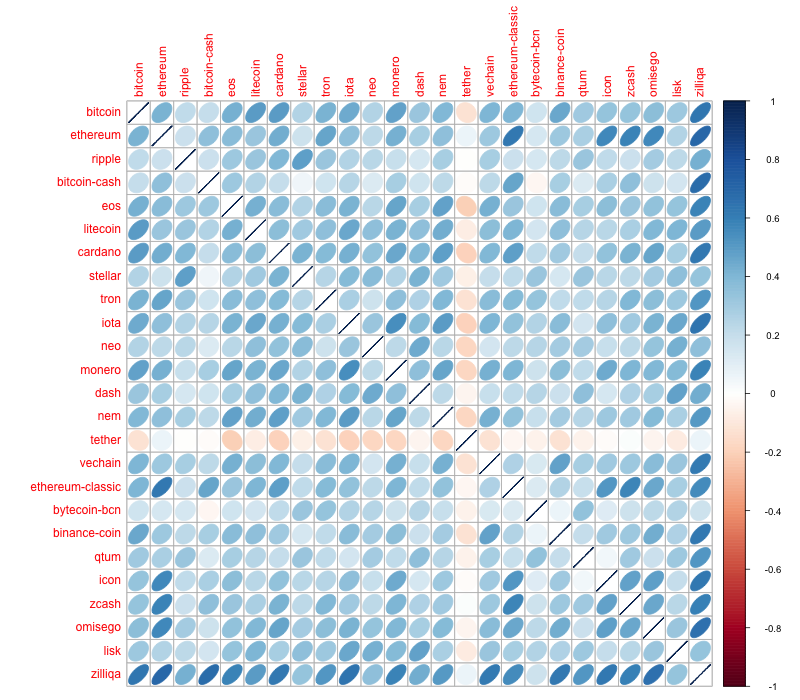 bitcoin
ethereum
ripple
bitcoin-cash
eos
litecoin
cardano
stellar
tron
iota
neo
monero
dash
nem
tether
vechain
ethereum-classic
bytecoin-bcn
binance-coin
qtum
icon
zcash
omisego
lisk
zilliqa
bitcoin
ethereum
ripple
bitcoin-cash
eos
litecoin
cardano
stellar
tron
iota
neo
monero
dash
nem
tether
vechain
ethereum-classic
bytecoin-bcn
binance-coin
qtum
icon
zcash
omisego
lisk
zilliqa
1
0.8
0.6
0.4
0.2
0
-0.2
-0.4
-0.6
-0.8
-1